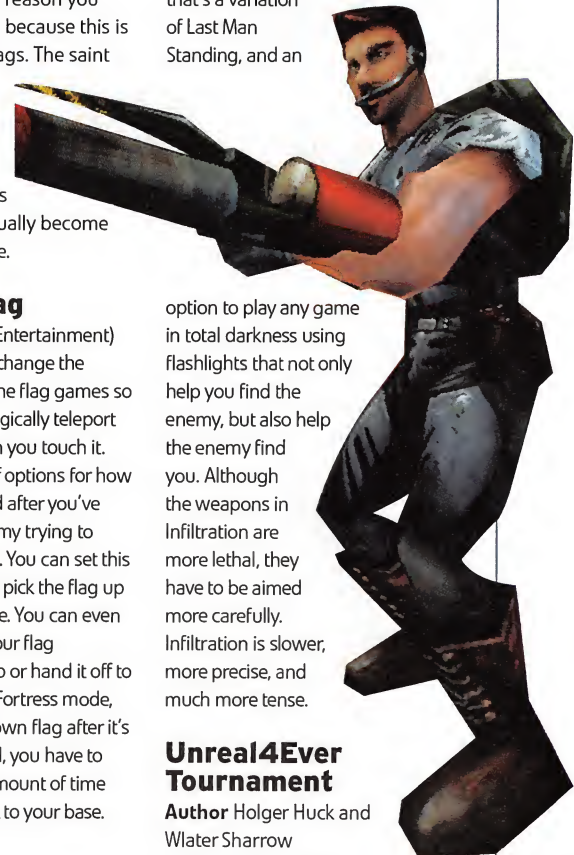 reason you
because this is
ags. The saint
s
ually become
e.
ag
Entertainment)
change the
he flag games so
gically teleport
n you touch it.
f options for how
d after you've
my trying to
. You can set this
pick the flag up
e. You can even
our flag
o or hand it off to
Fortress mode,
own flag after it's
l, you have to
mount of time
to your base.
that's a variation
of Last Man
Standing, and an
option to play any game
in total darkness using
flashlights that not only
help you find the
enemy, but also help
the enemy find
you. Although
the weapons in
Infiltration are
more lethal, they
have to be aimed
more carefully.
Infiltration is slower,
more precise, and
much more tense.
Unreal4Ever
Tournament
Author Holger Huck and
Wlater Sharrow